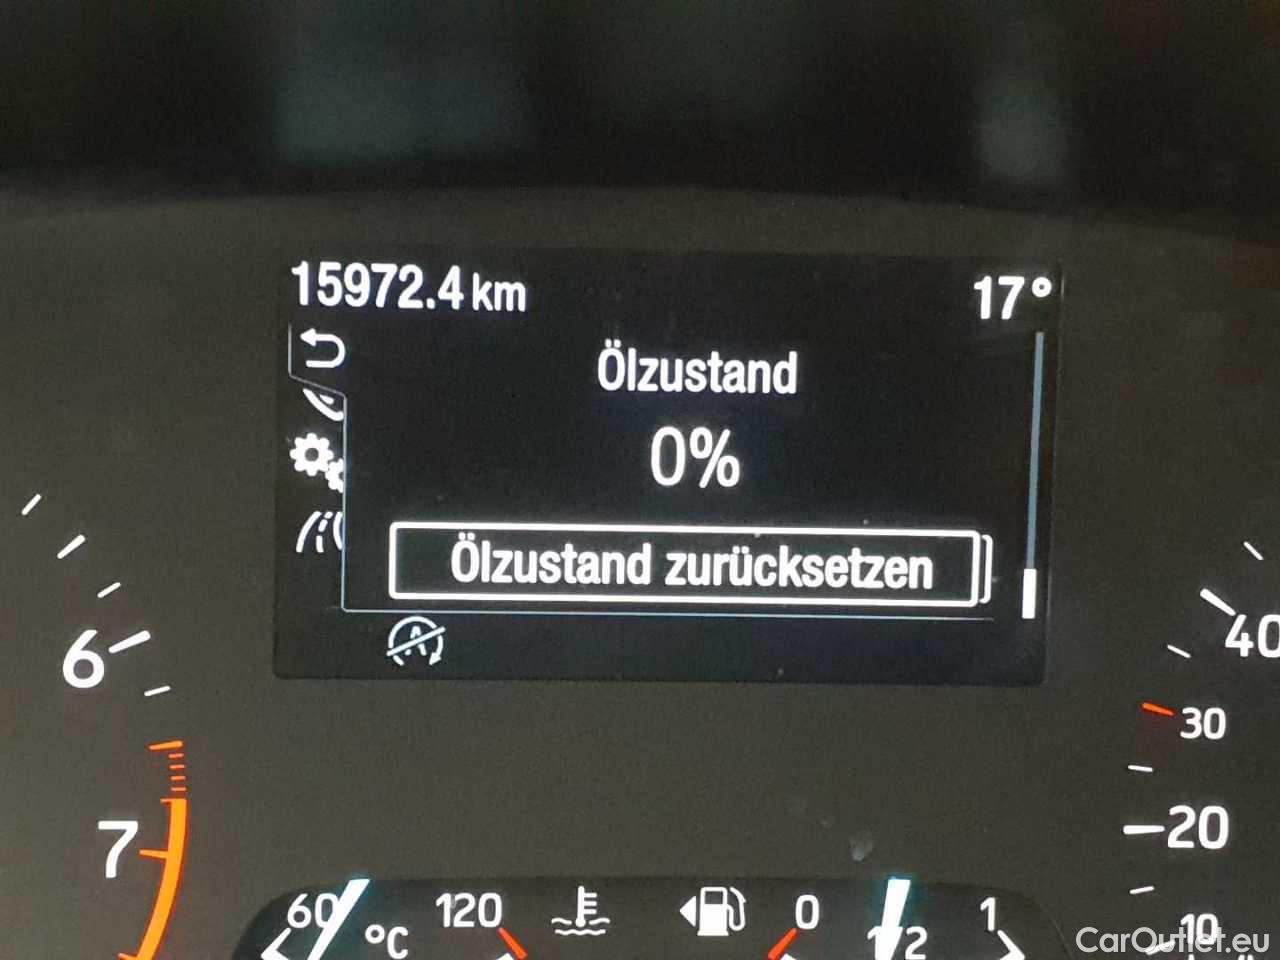 15972.4 km
17°
Ölzustand
0%
Ölzustand zurücksetzen
A
6
7
40
30
20
10
60
°C
120
0
1/2
1
CarOutlet.eu